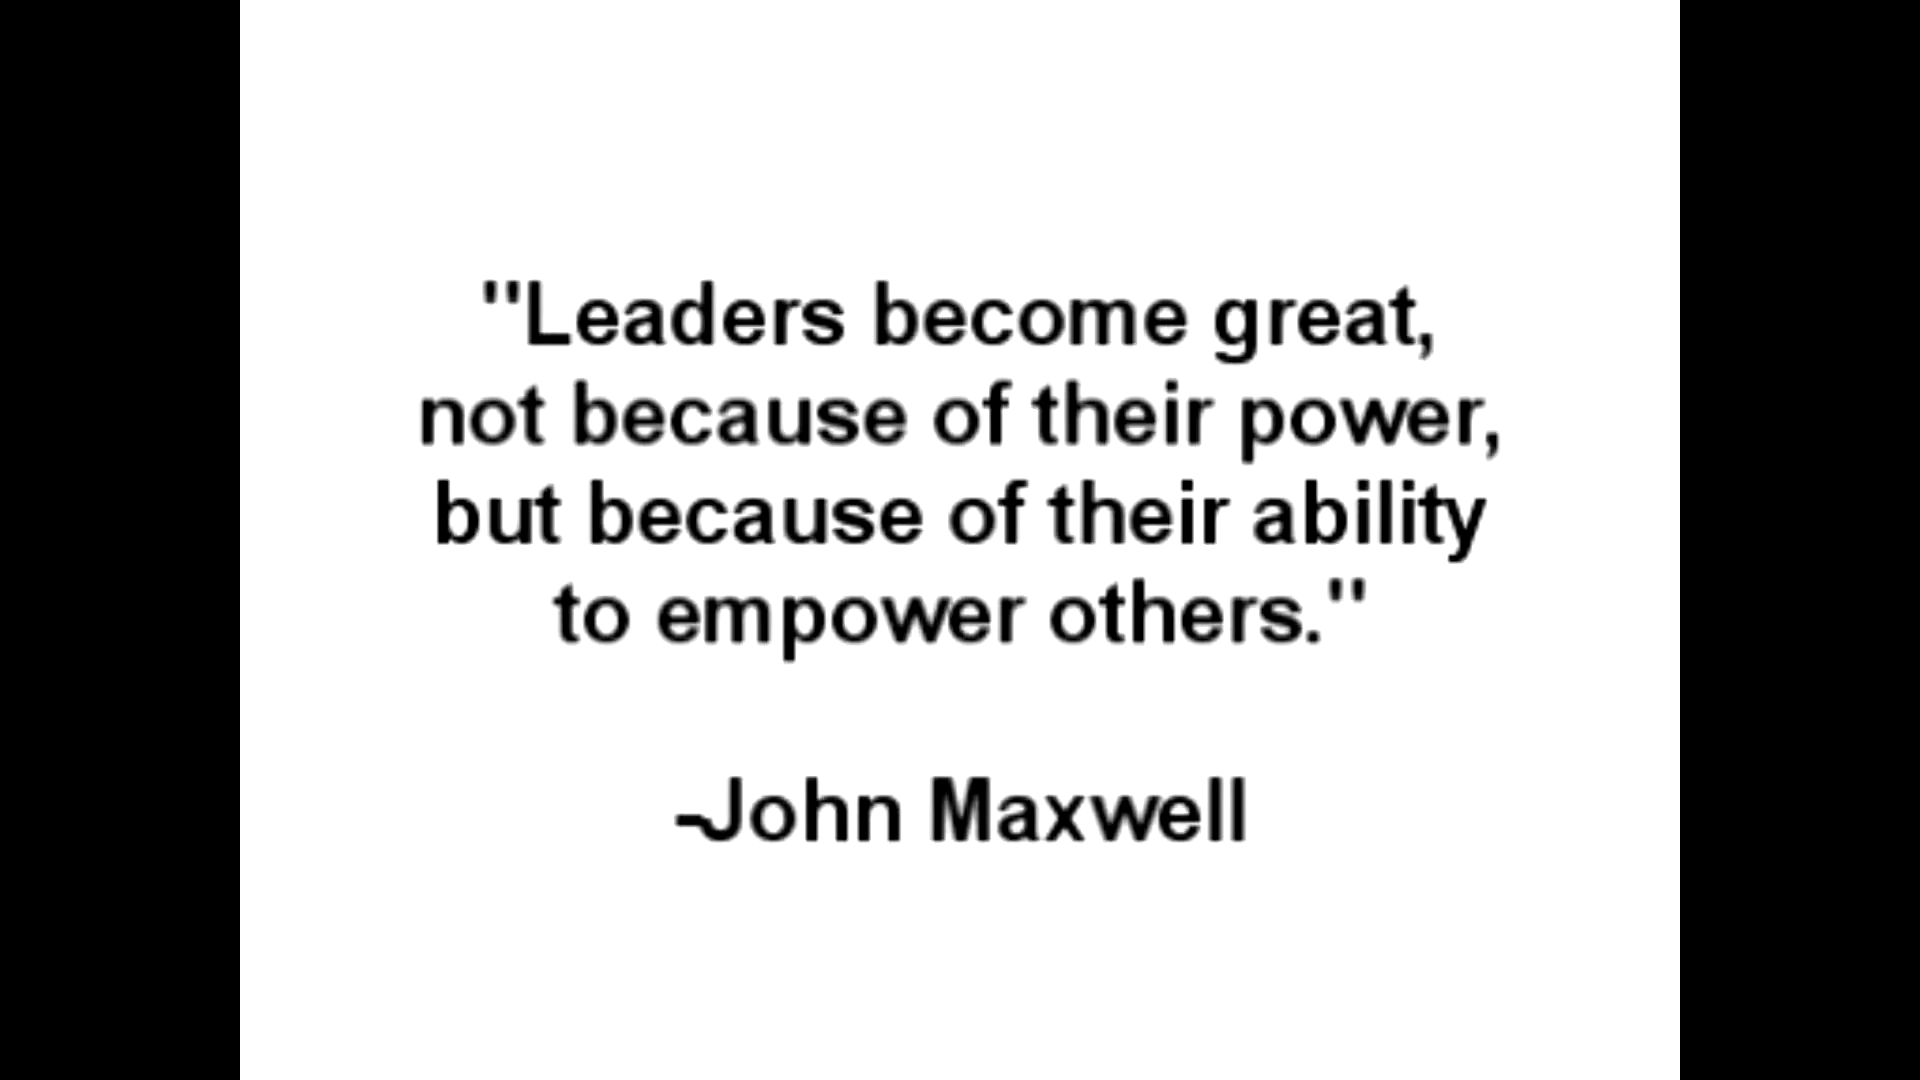 "Leaders become great,
not because of their power,
but because of their ability
to empower others."
-John Maxwell